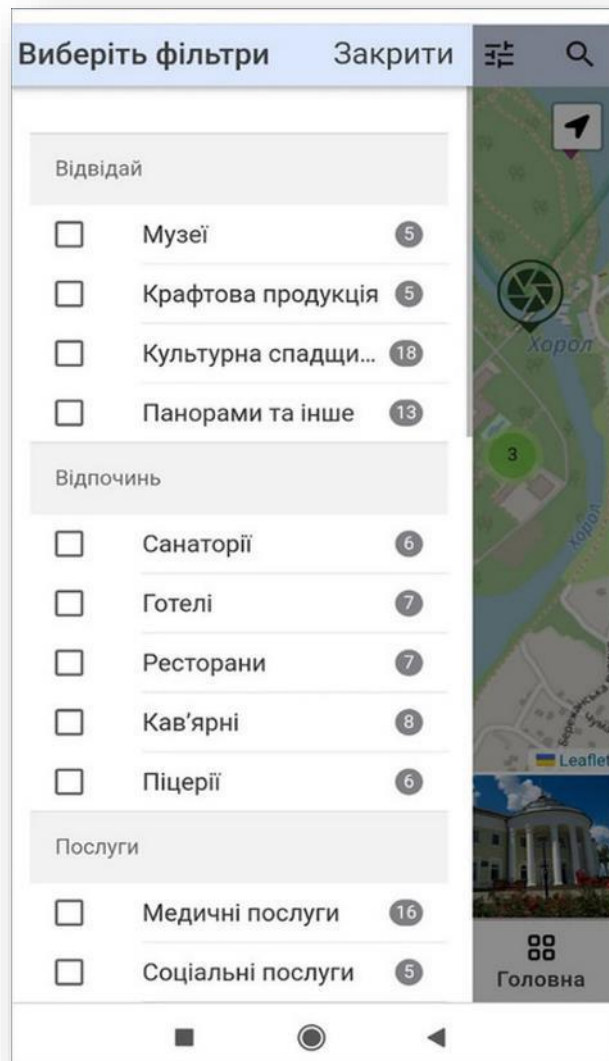 Виберіть фільтри Закрити
Відвідай
Музеї 5
Крафтова продукція 5
Культурна спадщи... 18
Панорами та інше 13
Відпочинь
Санаторії 6
Готелі 7
Ресторани 7
Кав’ярні 8
Піцерії 6
Послуги
Медичні послуги 16
Соціальні послуги 5
Хорол
3
Хорол
Leaflet
Головна